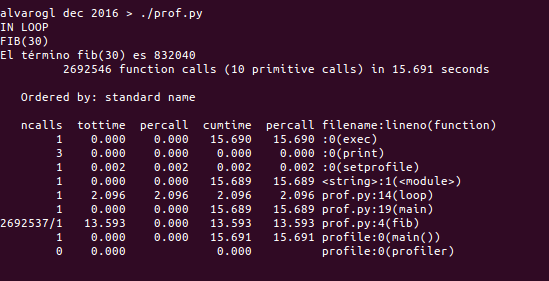 alvarogl dec 2016 > ./prof.py
IN LOOP
FIB(30)
El término fib(30) es 832040
         2692546 function calls (10 primitive calls) in 15.691 seconds
   Ordered by: standard name
   ncalls  tottime  percall  cumtime  percall filename:lineno(function)
        1    0.000    0.000   15.690   15.690 :0(exec)
        3    0.000    0.000    0.000    0.000 :0(print)
        1    0.002    0.002    0.002    0.002 :0(setprofile)
        1    0.000    0.000   15.689   15.689 <string>:1(<module>)
        1    2.096    2.096    2.096    2.096 prof.py:14(loop)
        1    0.000    0.000   15.689   15.689 prof.py:19(main)
2692537/1   13.593    0.000   13.593   13.593 prof.py:4(fib)
        1    0.000    0.000   15.691   15.691 profile:0(main())
        0    0.000             0.000          profile:0(profiler)